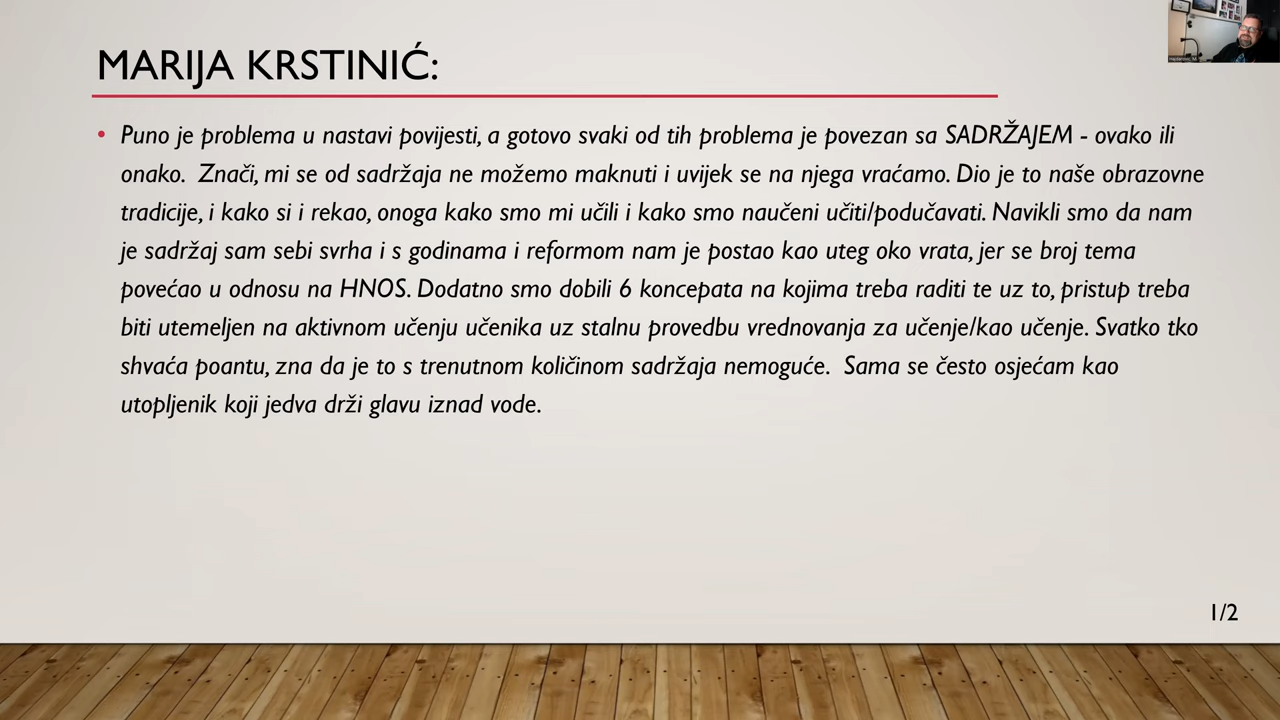 MARIJA KRSTINIĆ:
• Puno je problema u nastavi povijesti, a gotovo svaki od tih problema je povezan sa SADRŽAJEM - ovako ili
onako.  Znači, mi se od sadržaja ne možemo maknuti i uvijek se na njega vraćamo. Dio je to naše obrazovne
tradicije, i kako si i rekao, onoga kako smo mi učili i kako smo naučeni učiti/podučavati. Navikli smo da nam
je sadržaj sam sebi svrha i s godinama i reformom nam je postao kao uteg oko vrata, jer se broj tema
povećao u odnosu na HNOS. Dodatno smo dobili 6 koncepata na kojima treba raditi te uz to, pristup treba
biti utemeljen na aktivnom učenju učenika uz stalnu provedbu vrednovanja za učenje/kao učenje. Svatko tko
shvaća poantu, zna da je to s trenutnom količinom sadržaja nemoguće.  Sama se često osjećam kao
utopljenik koji jedva drži glavu iznad vode.
1/2